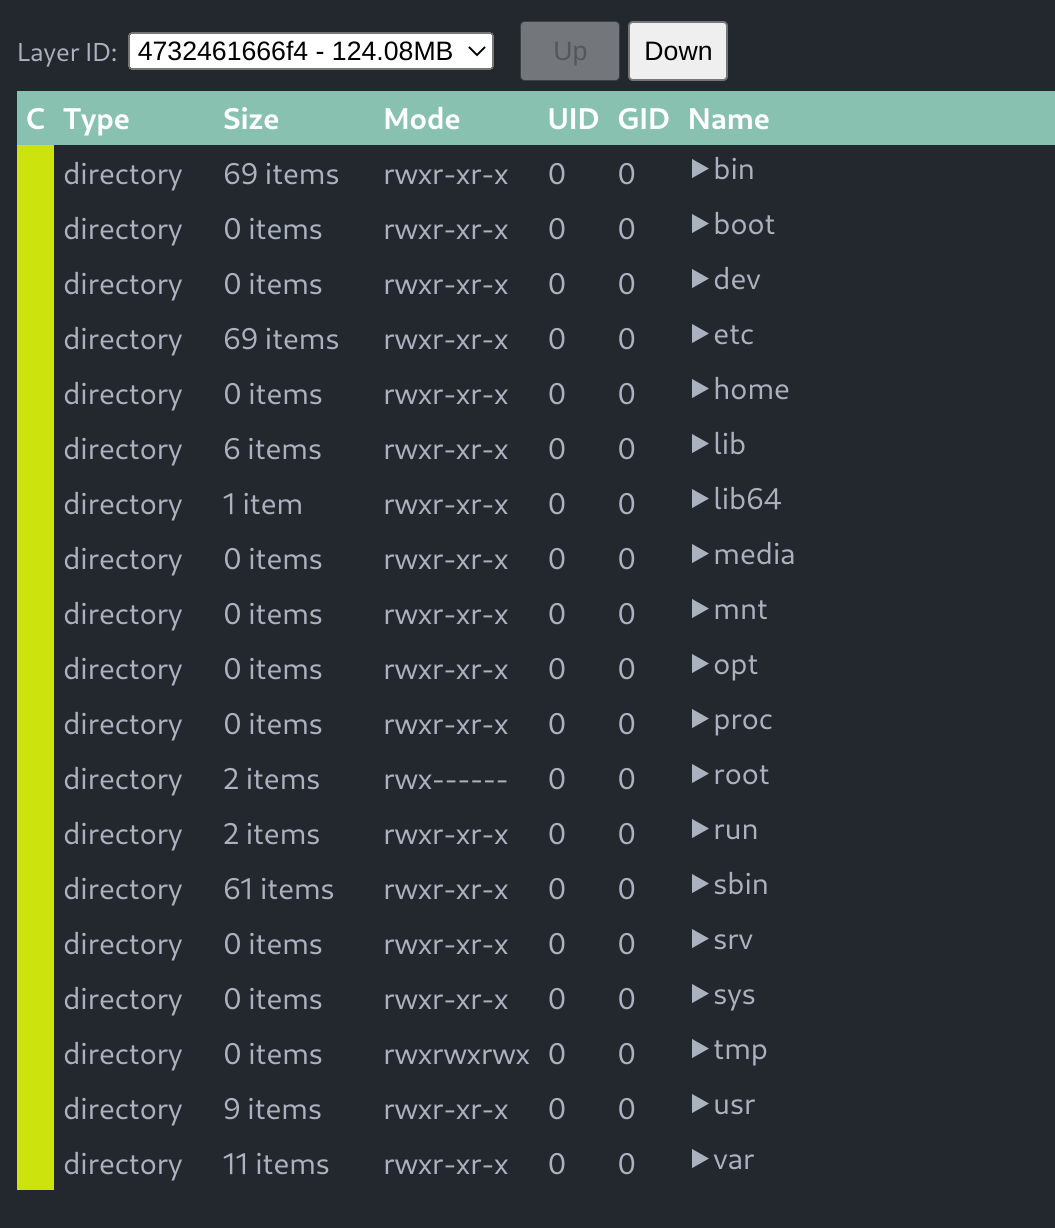 Layer ID: 4732461666f4 - 124.08MB Up Down
C Type Size Mode UID GID Name
directory 69 items rwxr-xr-x 0 0 bin
directory 0 items rwxr-xr-x 0 0 boot
directory 0 items rwxr-xr-x 0 0 dev
directory 69 items rwxr-xr-x 0 0 etc
directory 0 items rwxr-xr-x 0 0 home
directory 6 items rwxr-xr-x 0 0 lib
directory 1 item rwxr-xr-x 0 0 lib64
directory 0 items rwxr-xr-x 0 0 media
directory 0 items rwxr-xr-x 0 0 mnt
directory 0 items rwxr-xr-x 0 0 opt
directory 0 items rwxr-xr-x 0 0 proc
directory 2 items rwx------ 0 0 root
directory 2 items rwxr-xr-x 0 0 run
directory 61 items rwxr-xr-x 0 0 sbin
directory 0 items rwxr-xr-x 0 0 srv
directory 0 items rwxr-xr-x 0 0 sys
directory 0 items rwxrwxrwx 0 0 tmp
directory 9 items rwxr-xr-x 0 0 usr
directory 11 items rwxr-xr-x 0 0 var